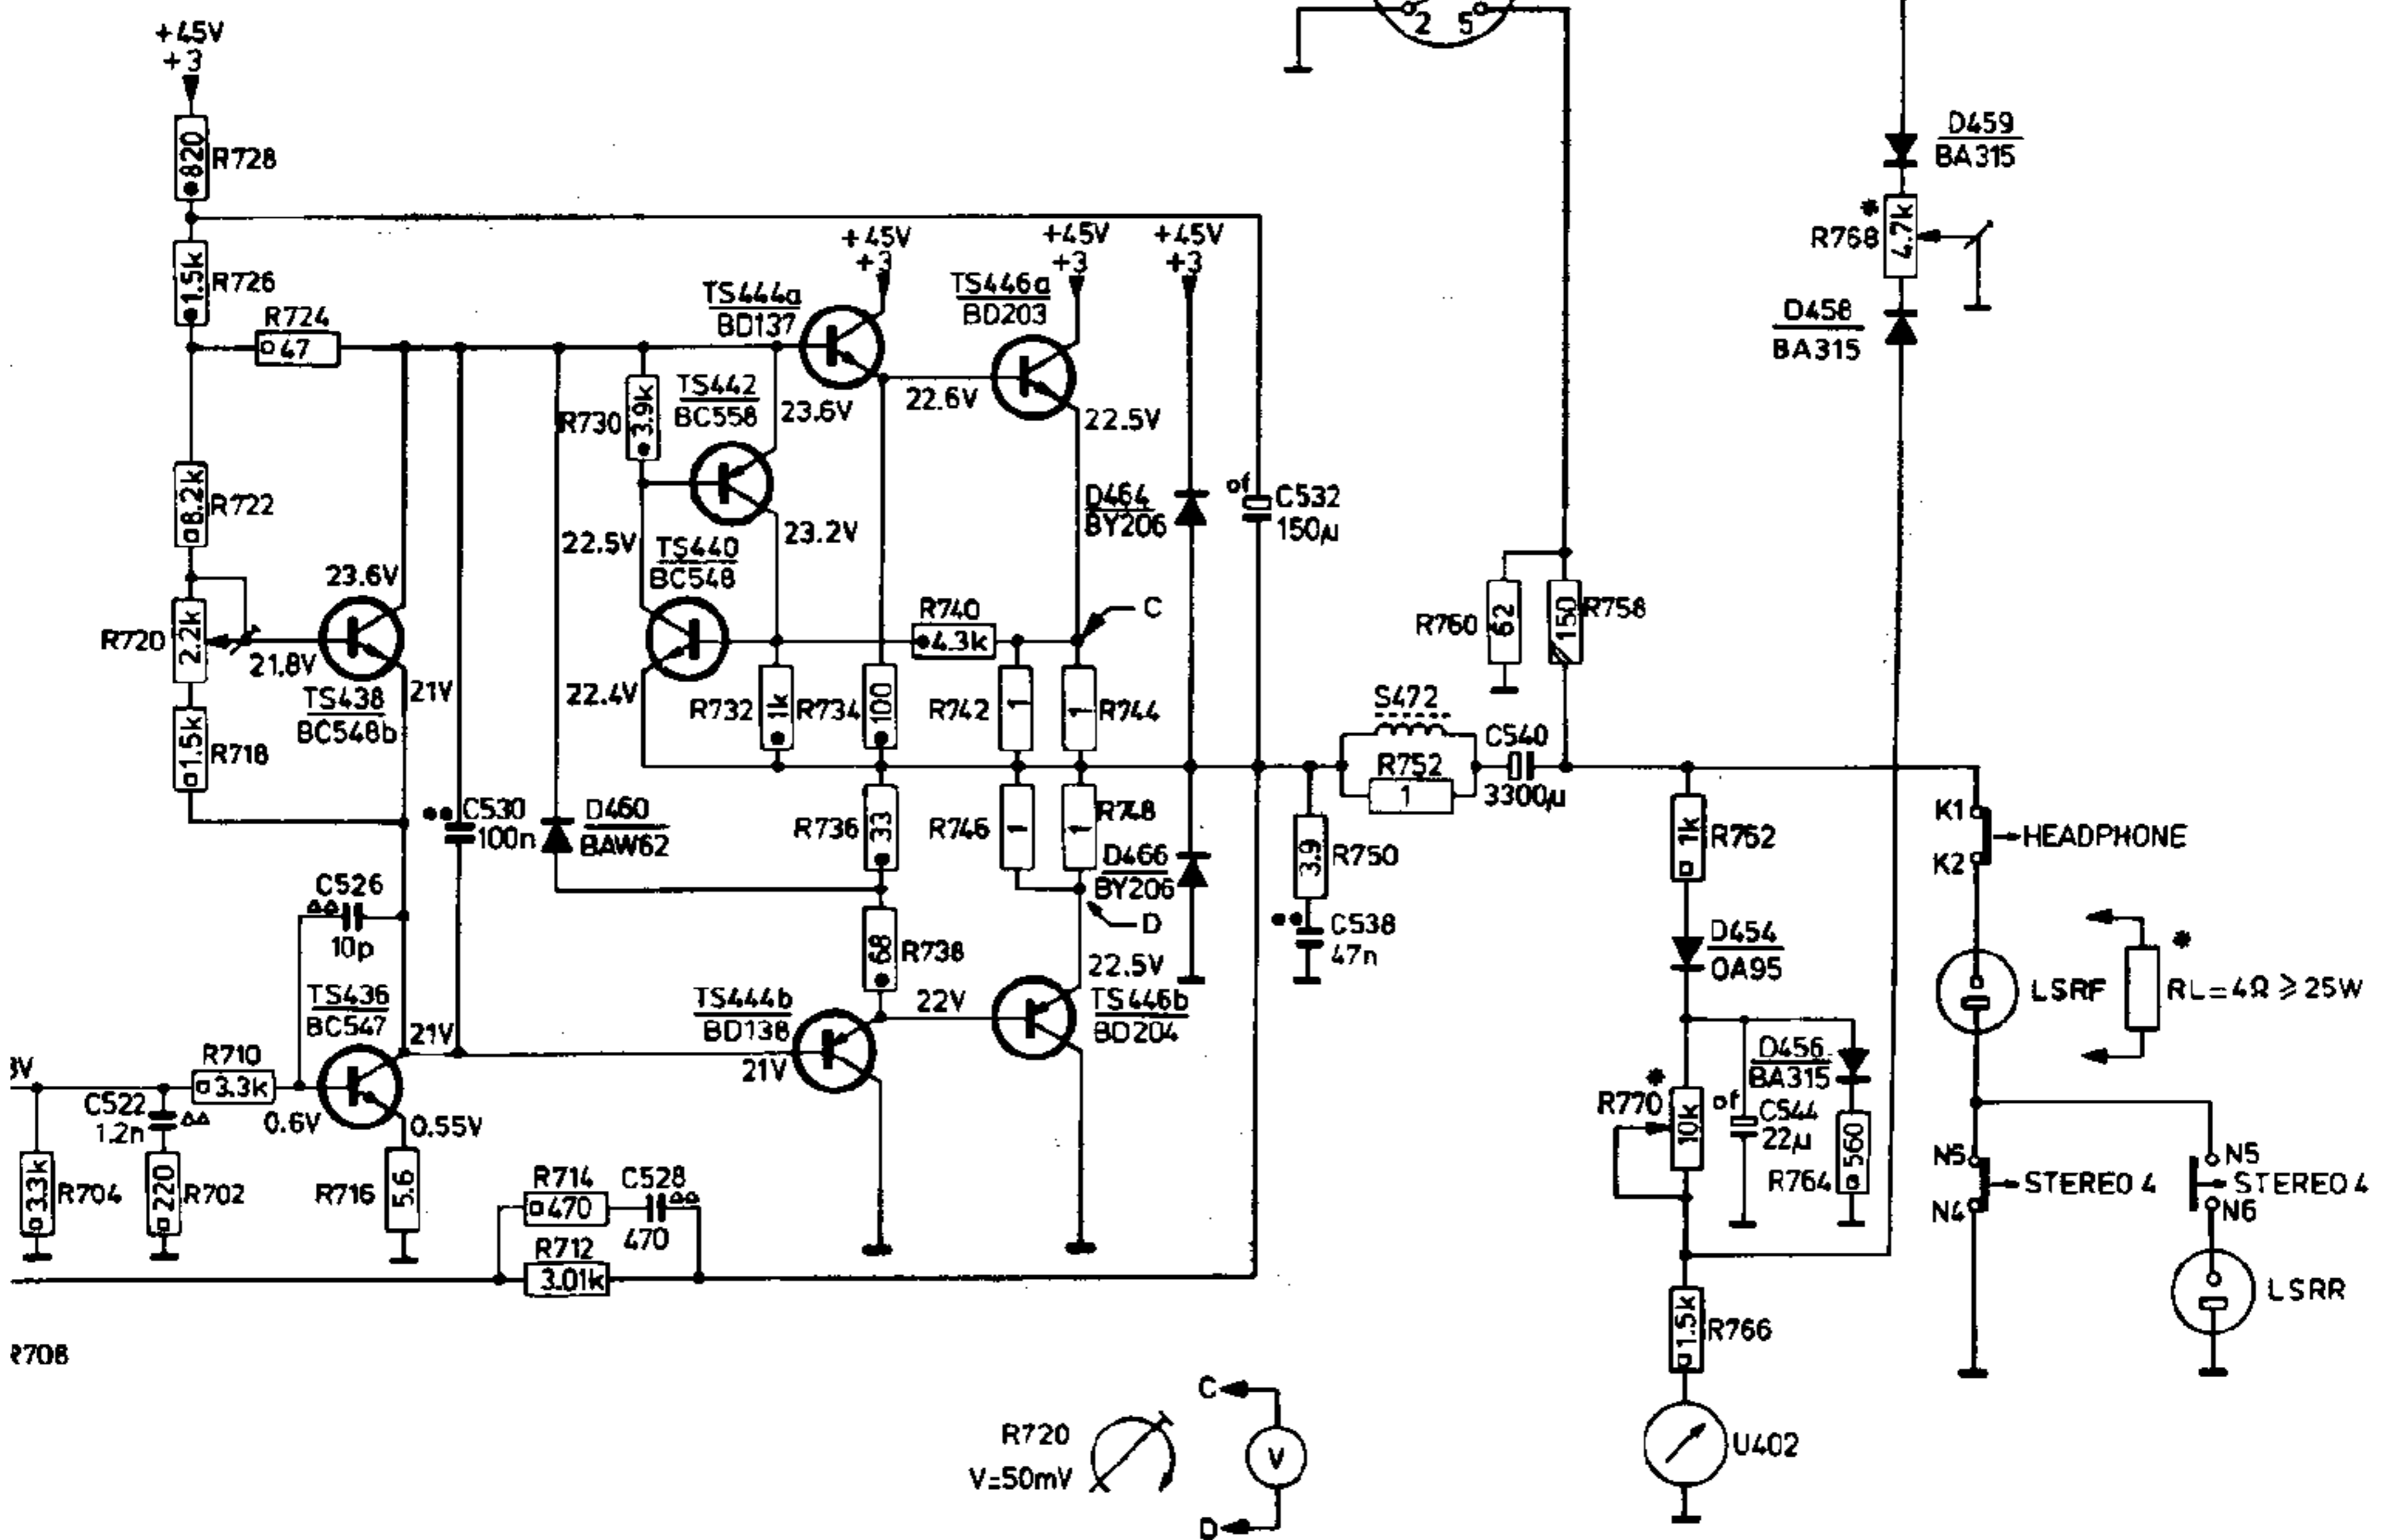 +45V
+3
820
R728
1.5k
R726
R724
47
8.2k
R722
R720
2.2k
21.8V
23.6V
TS438
BC548b
21V
1.5k
R718
C530
100n
D460
BAW62
C526
10p
TS436
BC547
21V
R710
3.3k
C522
1.2n
0.6V
0.55V
3.3k
R704
220
R702
R716
5.6
R714
470
C528
470
R712
3.01k
R730
3.9k
TS442
BC558
23.6V
22.5V
23.2V
TS440
BC548
22.4V
TS444a
BD137
+45V
+3
22.6V
TS446a
BD203
+45V
+3
22.5V
+45V
+3
D464
BY206
C532
150µ
R740
4.3k
C
R732
1k
R734
100
R742
1
1
R744
R736
33
R746
1
1
R748
D466
BY206
D
68
R738
TS444b
BD138
21V
22V
22.5V
TS446b
BD204
2
5
R760
62
150
R758
S472
R752
1
C540
3300µ
3.9
R750
C538
47n
D459
BA315
*
R768
4.7k
D458
BA315
1k
R762
D454
OA95
*
R770
10k
D456
BA315
C544
22µ
R764
560
1.5k
R766
U402
K1
HEADPHONE
K2
LSRF
*
RL=4Ω ⩾ 25W
N5
STEREO 4
N4
N5
STEREO 4
N6
LSRR
R720
V=50mV
C
V
D